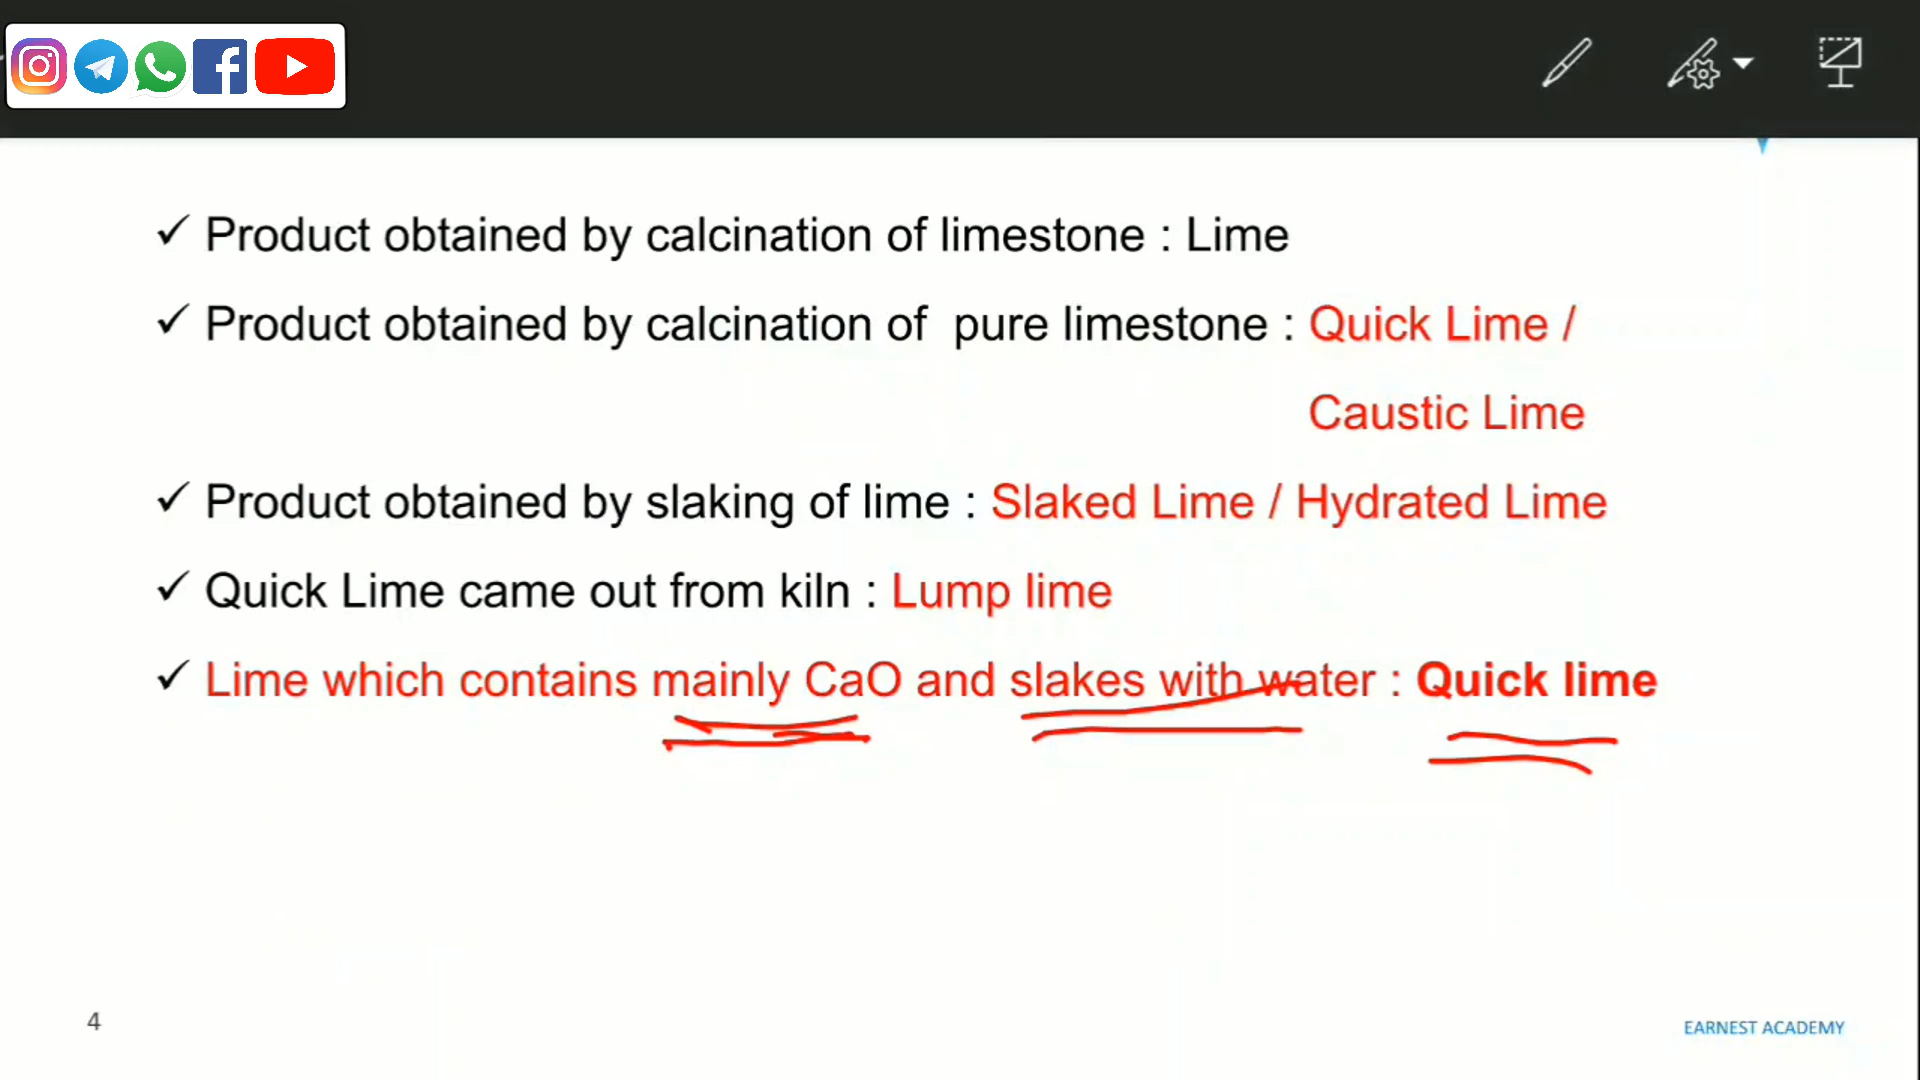 ✓ Product obtained by calcination of limestone : Lime
✓ Product obtained by calcination of pure limestone : Quick Lime /
Caustic Lime
✓ Product obtained by slaking of lime : Slaked Lime / Hydrated Lime
✓ Quick Lime came out from kiln : Lump lime
✓ Lime which contains mainly CaO and slakes with water : Quick lime
4
EARNEST ACADEMY